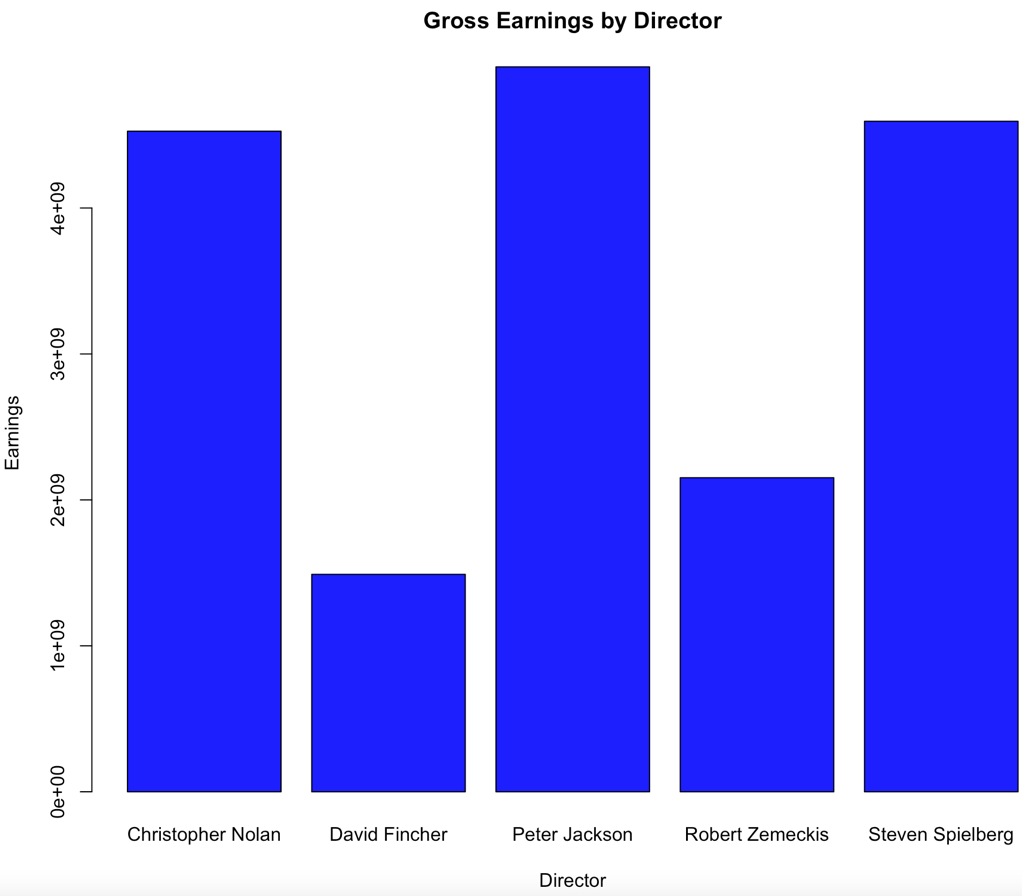 Gross Earnings by Director
Earnings
4e+09
3e+09
2e+09
1e+09
0e+00
Christopher Nolan
David Fincher
Peter Jackson
Robert Zemeckis
Steven Spielberg
Director